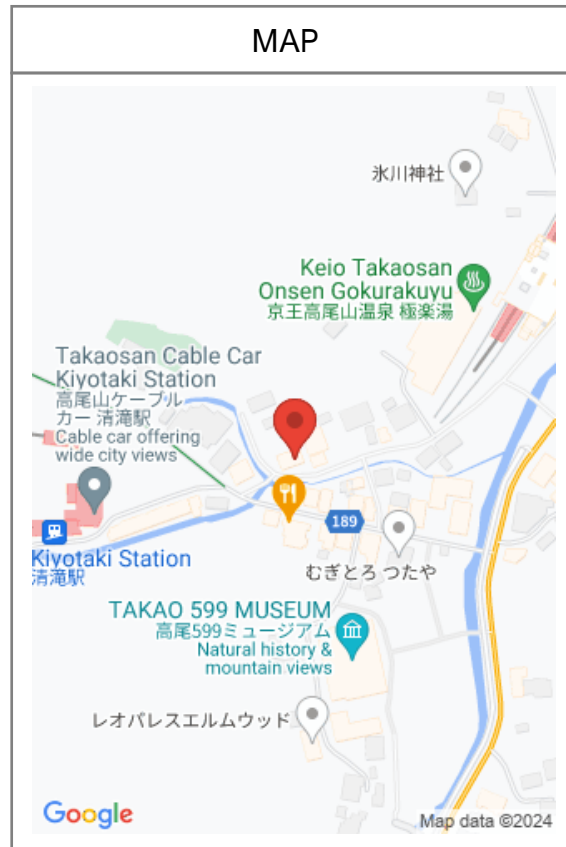 MAP
氷川神社
Keio Takaosan
Onsen Gokurakuyu
京王高尾山温泉 極楽湯
Takaosan Cable Car
Kiyotaki Station
高尾山ケーブル
カー 清滝駅
Cable car offering
wide city views
189
Kiyotaki Station
清滝駅
むぎとろ つたや
TAKAO 599 MUSEUM
高尾599ミュージアム
Natural history &
mountain views
レオパレスエルムウッド
Google
Map data ©2024